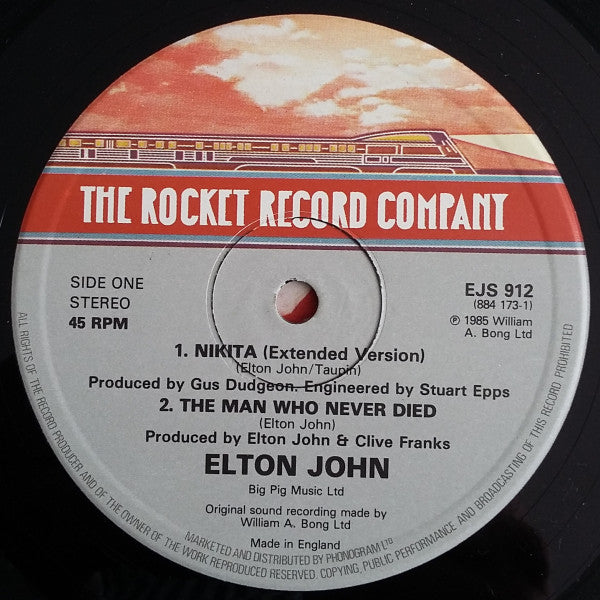 THE ROCKET RECORD COMPANY
SIDE ONE
STEREO
45 RPM
EJS 912
(884 173-1)
℗ 1985 William
A. Bong Ltd
1. NIKITA (Extended Version)
(Elton John/Taupin)
Produced by Gus Dudgeon. Engineered by Stuart Epps
2. THE MAN WHO NEVER DIED
(Elton John)
Produced by Elton John & Clive Franks
ELTON JOHN
Big Pig Music Ltd
Original sound recording made by
William A. Bong Ltd
Made in England
MARKETED AND DISTRIBUTED BY PHONOGRAM LTD
ALL RIGHTS OF THE RECORD PRODUCER AND OF THE OWNER OF THE WORK REPRODUCED RESERVED. COPYING, PUBLIC PERFORMANCE AND BROADCASTING OF THIS RECORD PROHIBITED